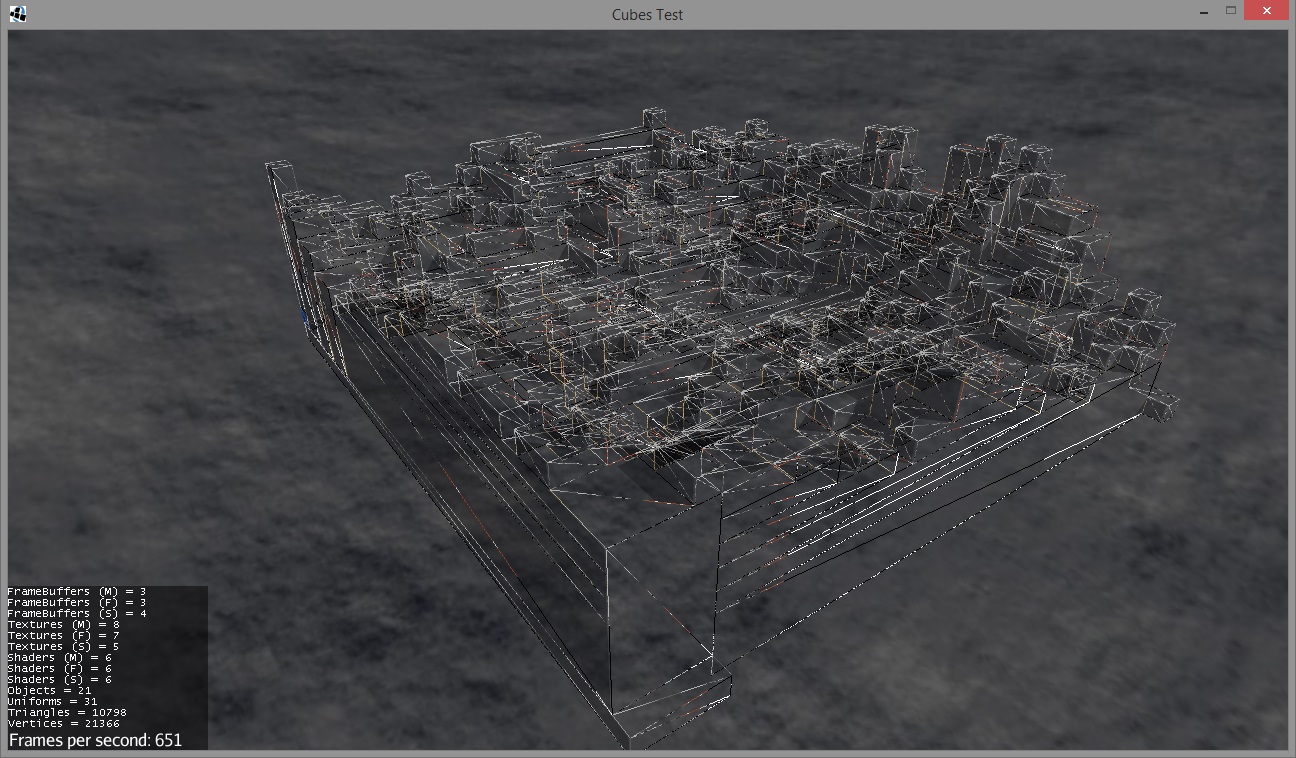 Cubes Test
FrameBuffers (M) = 3
FrameBuffers (F) = 3
FrameBuffers (S) = 4
Textures (M) = 8
Textures (F) = 7
Textures (S) = 5
Shaders (M) = 6
Shaders (F) = 6
Shaders (S) = 6
Objects = 21
Uniforms = 31
Triangles = 10798
Vertices = 21366
Frames per second: 651